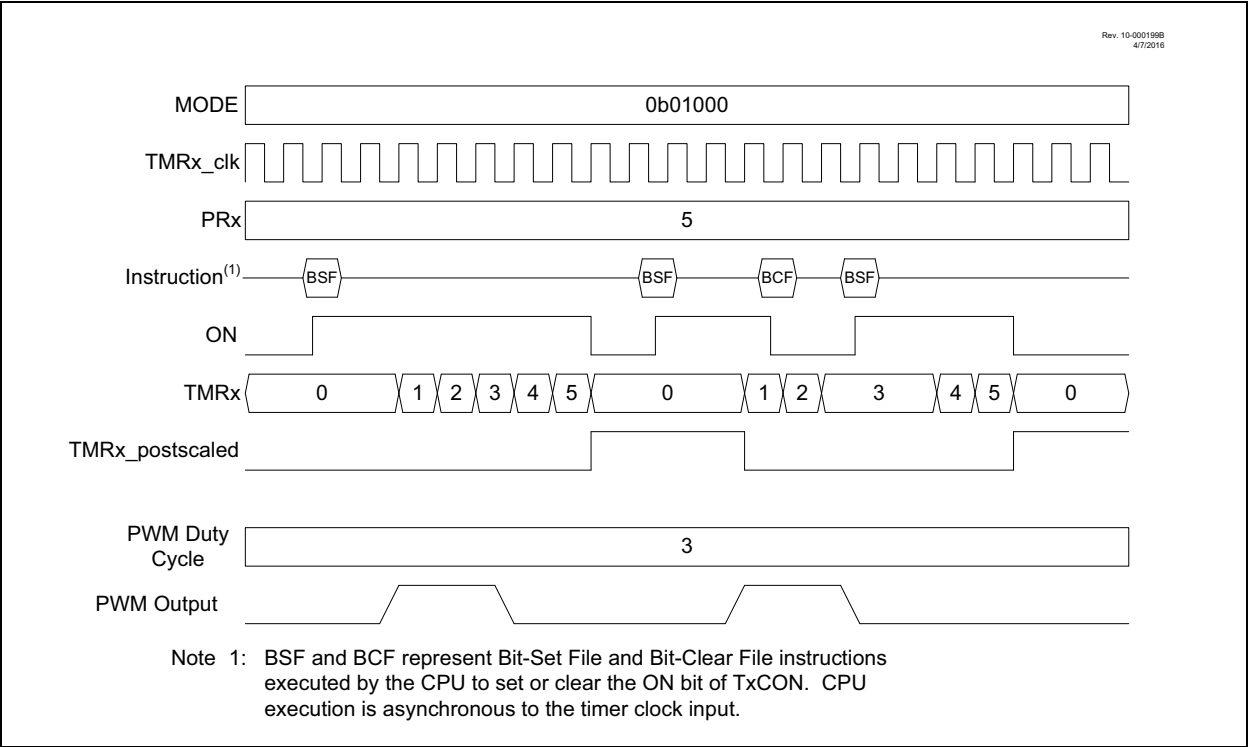 Rev. 10-000199B
4/7/2016
MODE 0b01000
TMRx_clk
PRx 5
Instruction(1) BSF BSF BCF BSF
ON
TMRx 0 1 2 3 4 5 0 1 2 3 4 5 0
TMRx_postscaled
PWM Duty
Cycle 3
PWM Output
Note 1: BSF and BCF represent Bit-Set File and Bit-Clear File instructions
executed by the CPU to set or clear the ON bit of TxCON. CPU
execution is asynchronous to the timer clock input.